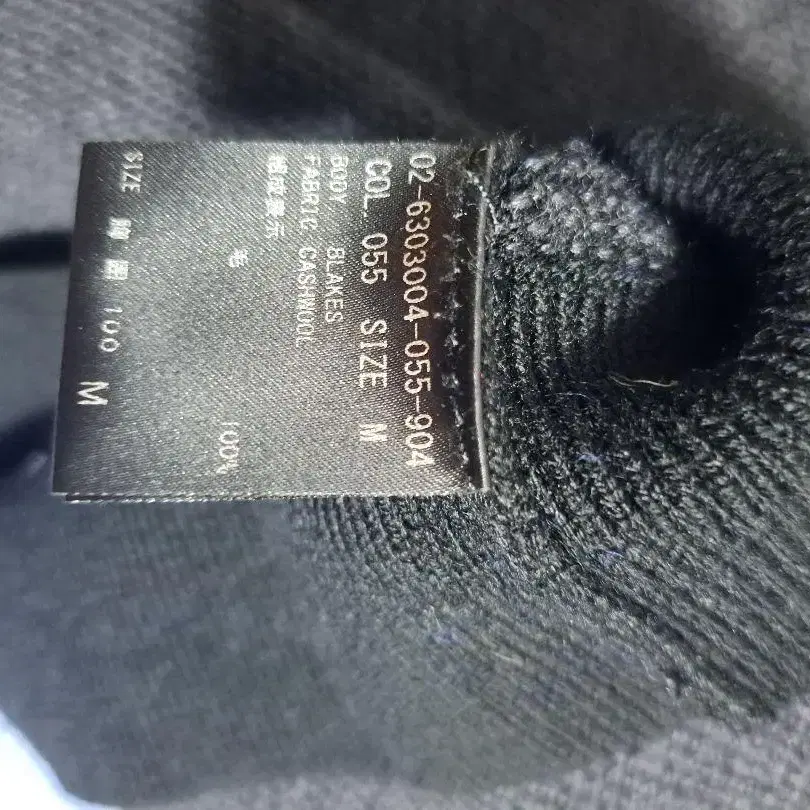 02-6303004-055-904
COL. 055 SIZE M
BODY BLAKES
FABRIC CASHWOOL
組成表示
毛 100%
SIZE 胸囲 100 M